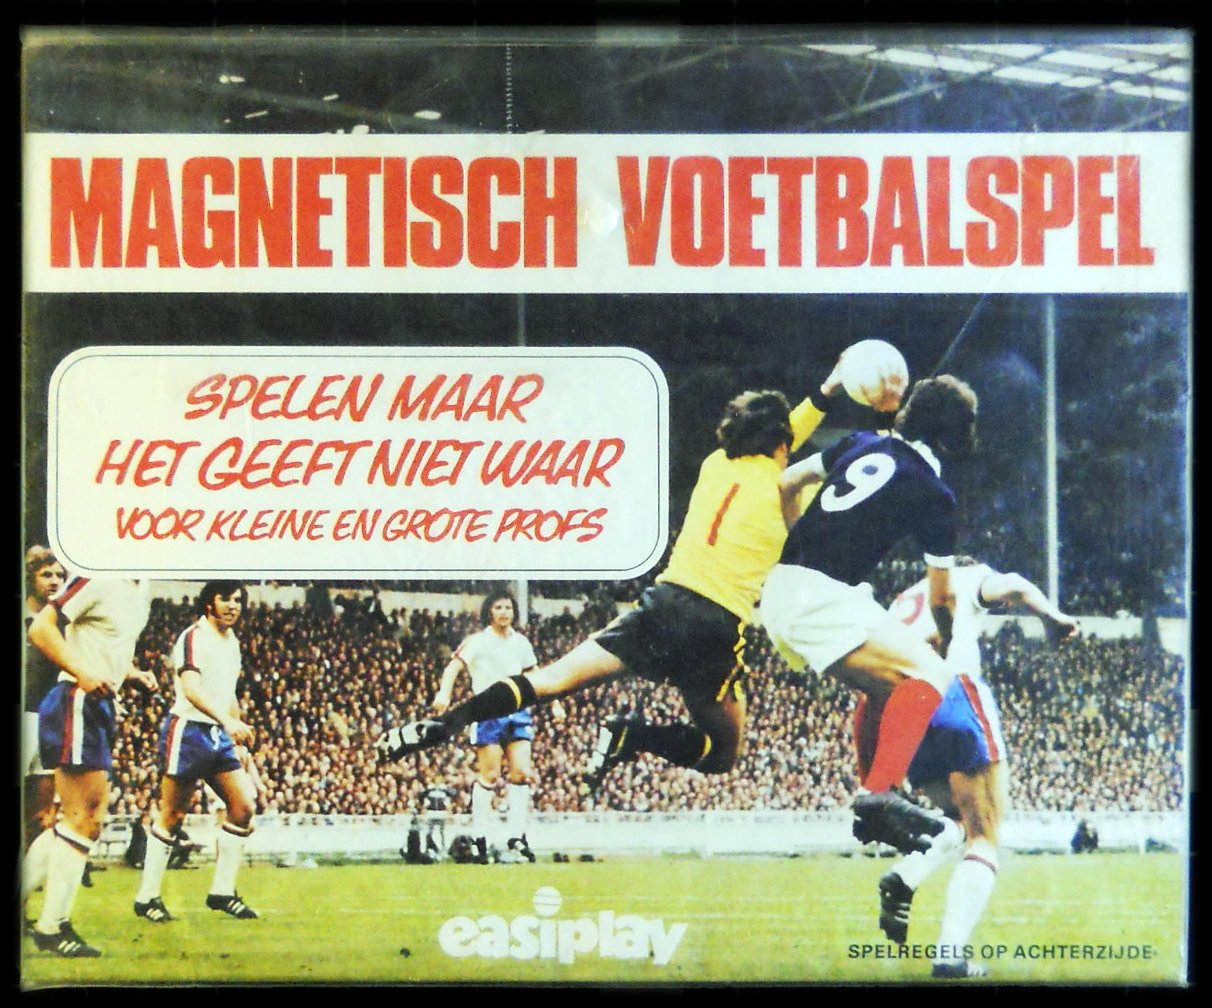 MAGNETISCH VOETBALSPEL
SPELEN MAAR
HET GEEFT NIET WAAR
VOOR KLEINE EN GROTE PROFS
1
9
easiplay
SPELREGELS OP ACHTERZIJDE